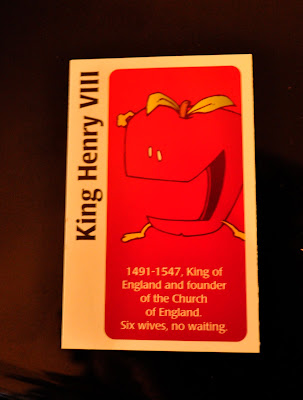 King Henry VIII
1491-1547, King of
England and founder
of the Church
of England.
Six wives, no waiting.